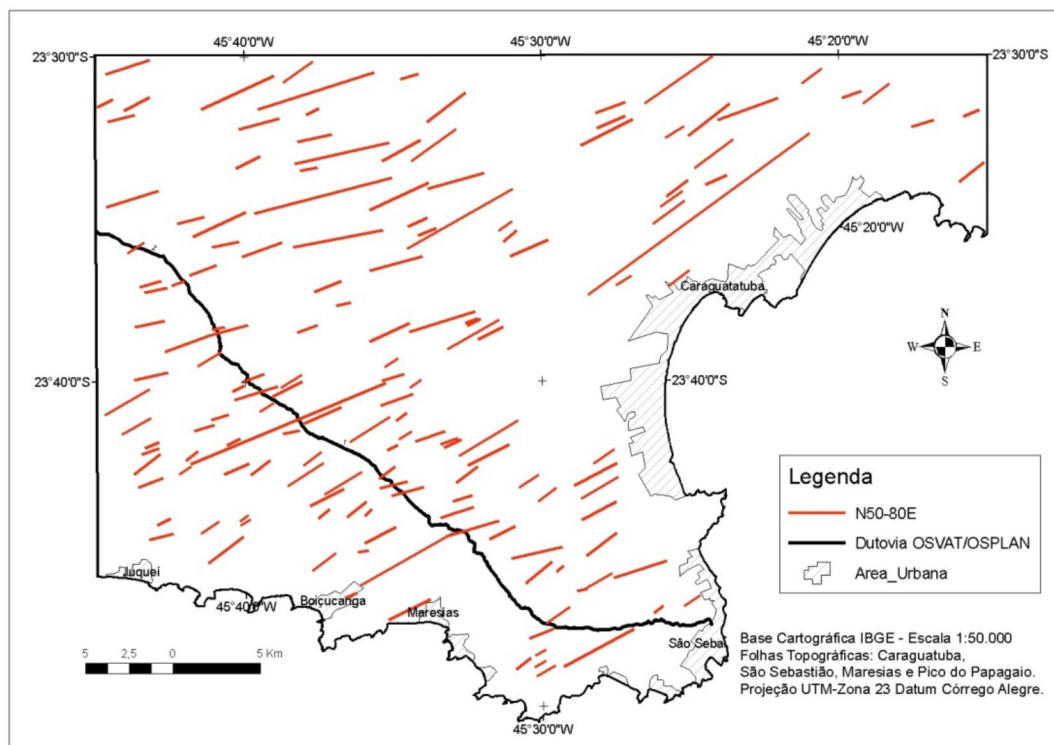 45°40'0"W
45°30'0"W
45°20'0"W
23°30'0"S
23°30'0"S
2
45°20'0"W
Caraguatatuba
N
W
E
S
23°40'0"S
23°40'0"S
1
Legenda
N50-80E
Dutovia OSVAT/OSPLAN
Area_Urbana
Juqueí
Boiçucanga
45°40'0"W
Maresias
São Seba
5 2,5 0 5 Km
Base Cartográfica IBGE - Escala 1:50.000
Folhas Topográficas: Caraguatuba,
São Sebastião, Maresias e Pico do Papagaio.
Projeção UTM-Zona 23 Datum Córrego Alegre.
45°30'0"W